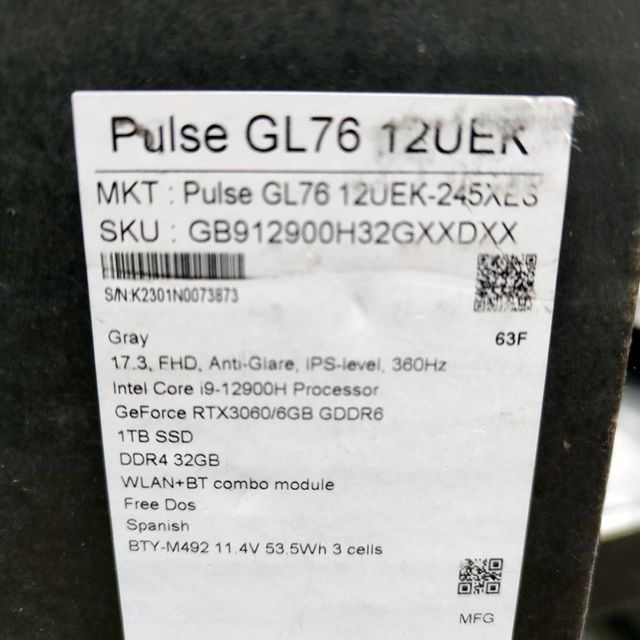 Pulse GL76 12UEK
MKT : Pulse GL76 12UEK-245XES
SKU : GB912900H32GXXDXX
S/N:K2301N0073873
Gray
63F
17.3, FHD, Anti-Glare, IPS-level, 360Hz
Intel Core i9-12900H Processor
GeForce RTX3060/6GB GDDR6
1TB SSD
DDR4 32GB
WLAN+BT combo module
Free Dos
Spanish
BTY-M492 11.4V 53.5Wh 3 cells
MFG